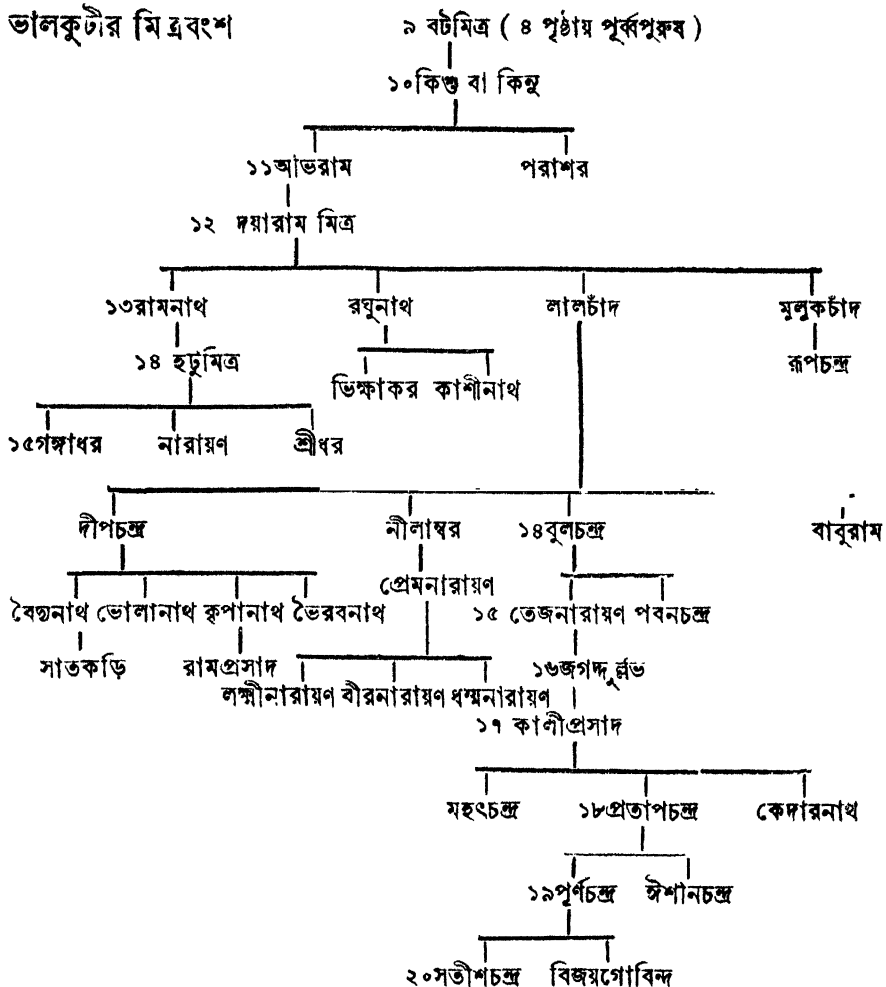 ভালকুটীর মিত্রবংশ ৯ বটমিত্র ( ৪ পৃষ্ঠায় পূর্ব্বপুরুষ )
১০কিশু বা কিনু
১১আভরাম পরাশর
১২ দয়ারাম মিত্র
১৩রামনাথ রঘুনাথ লালচাঁদ মুলুকচাঁদ
১৪ হটুমিত্র রূপচন্দ্র
ভিক্ষাকর কাশীনাথ
১৫গঙ্গাধর নারায়ণ শ্রীধর
দীপচন্দ্র নীলাম্বর ১৪বুলচন্দ্র বাবুরাম
প্রেমনারায়ণ
বৈদ্যনাথ ভোলানাথ কৃপানাথ ভৈরবনাথ ১৫ তেজনারায়ণ পবনচন্দ্র
সাতকড়ি রামপ্রসাদ ১৬জগদ্দুর্ল্লভ
লক্ষ্মীনারায়ণ বীরনারায়ণ ধম্মনারায়ণ
১৭ কালীপ্রসাদ
মহৎচন্দ্র ১৮প্রতাপচন্দ্র কেদারনাথ
১৯পূর্ণচন্দ্র ঈশানচন্দ্র
২০সতীশচন্দ্র বিজয়গোবিন্দ